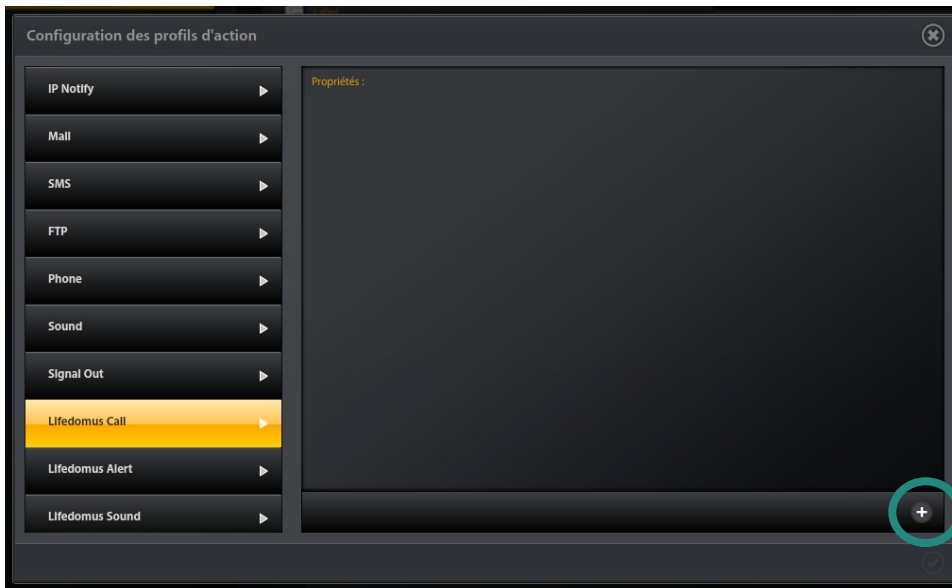 Configuration des profils d'action
IP Notify
Mail
SMS
FTP
Phone
Sound
Signal Out
Lifedomus Call
Lifedomus Alert
Lifedomus Sound
Propriétés :